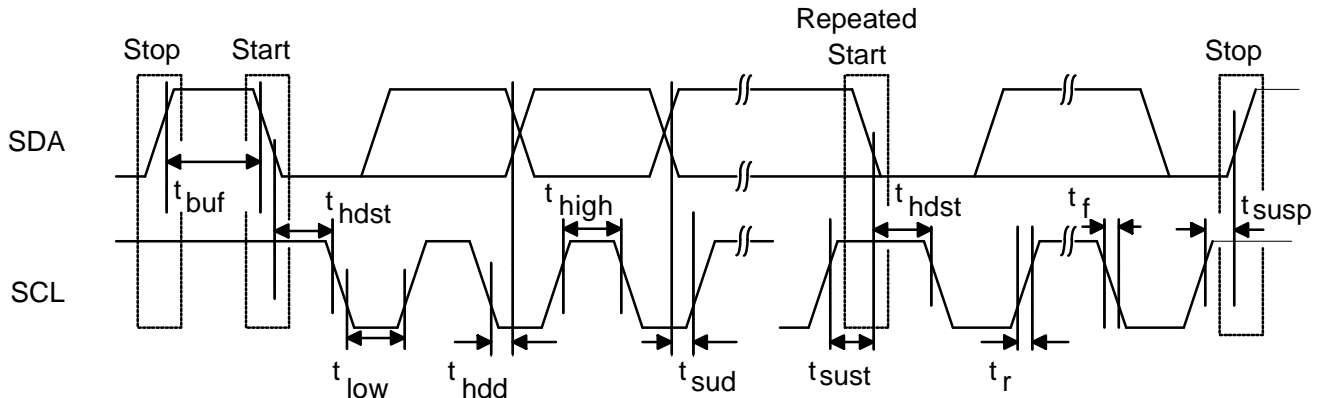 Repeated
Stop Start Start Stop
SDA
t buf t hdst t high t hdst t f t susp
SCL
t low t hdd t sud t sust t r